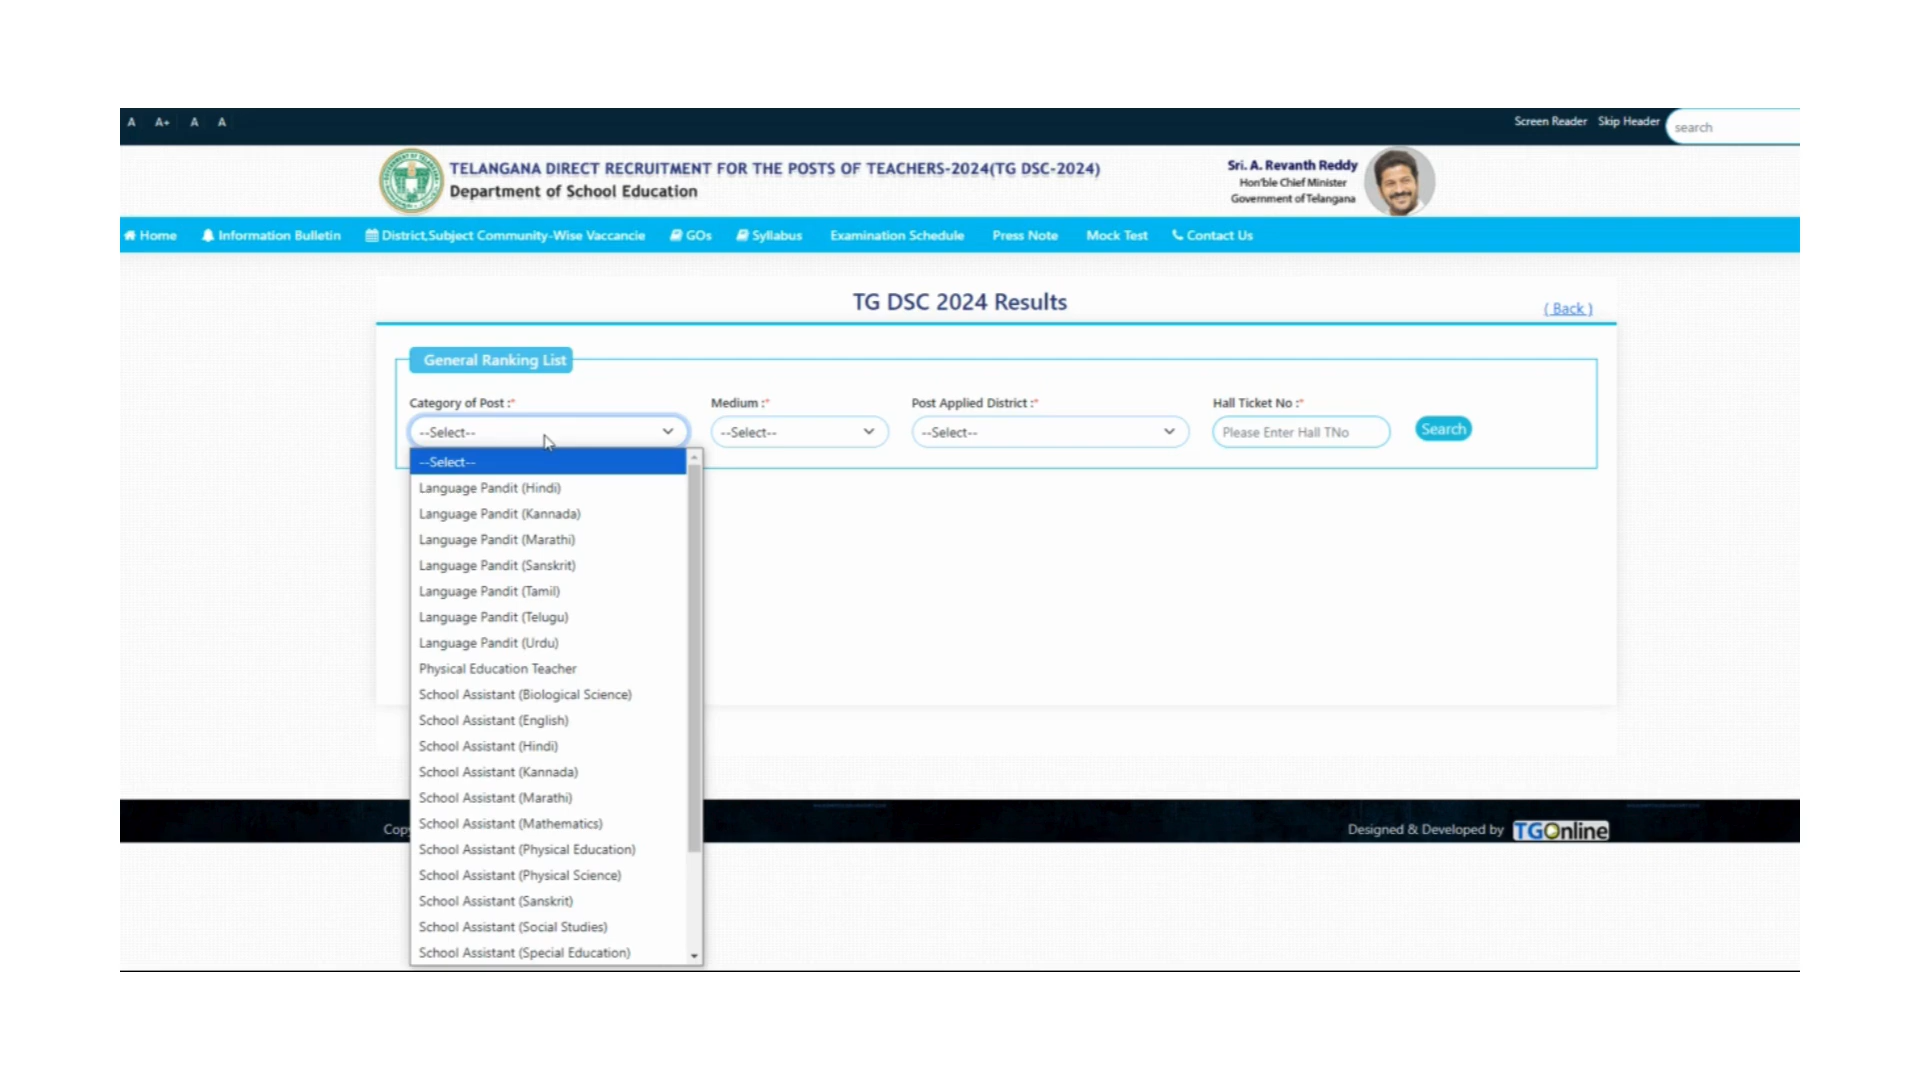 A A+ A A
Screen Reader Skip Header search
TELANGANA DIRECT RECRUITMENT FOR THE POSTS OF TEACHERS-2024(TG DSC-2024)
Department of School Education
Sri. A. Revanth Reddy
Hon'ble Chief Minister
Government of Telangana
Home Information Bulletin District,Subject Community-Wise Vaccancie GOs Syllabus Examination Schedule Press Note Mock Test Contact Us
TG DSC 2024 Results
( Back )
General Ranking List
Category of Post :* Medium :* Post Applied District :* Hall Ticket No :*
--Select-- --Select-- --Select-- Please Enter Hall TNo Search
--Select--
Language Pandit (Hindi)
Language Pandit (Kannada)
Language Pandit (Marathi)
Language Pandit (Sanskrit)
Language Pandit (Tamil)
Language Pandit (Telugu)
Language Pandit (Urdu)
Physical Education Teacher
School Assistant (Biological Science)
School Assistant (English)
School Assistant (Hindi)
School Assistant (Kannada)
School Assistant (Marathi)
School Assistant (Mathematics)
School Assistant (Physical Education)
School Assistant (Physical Science)
School Assistant (Sanskrit)
School Assistant (Social Studies)
School Assistant (Special Education)
Cop
Designed & Developed by TGOnline